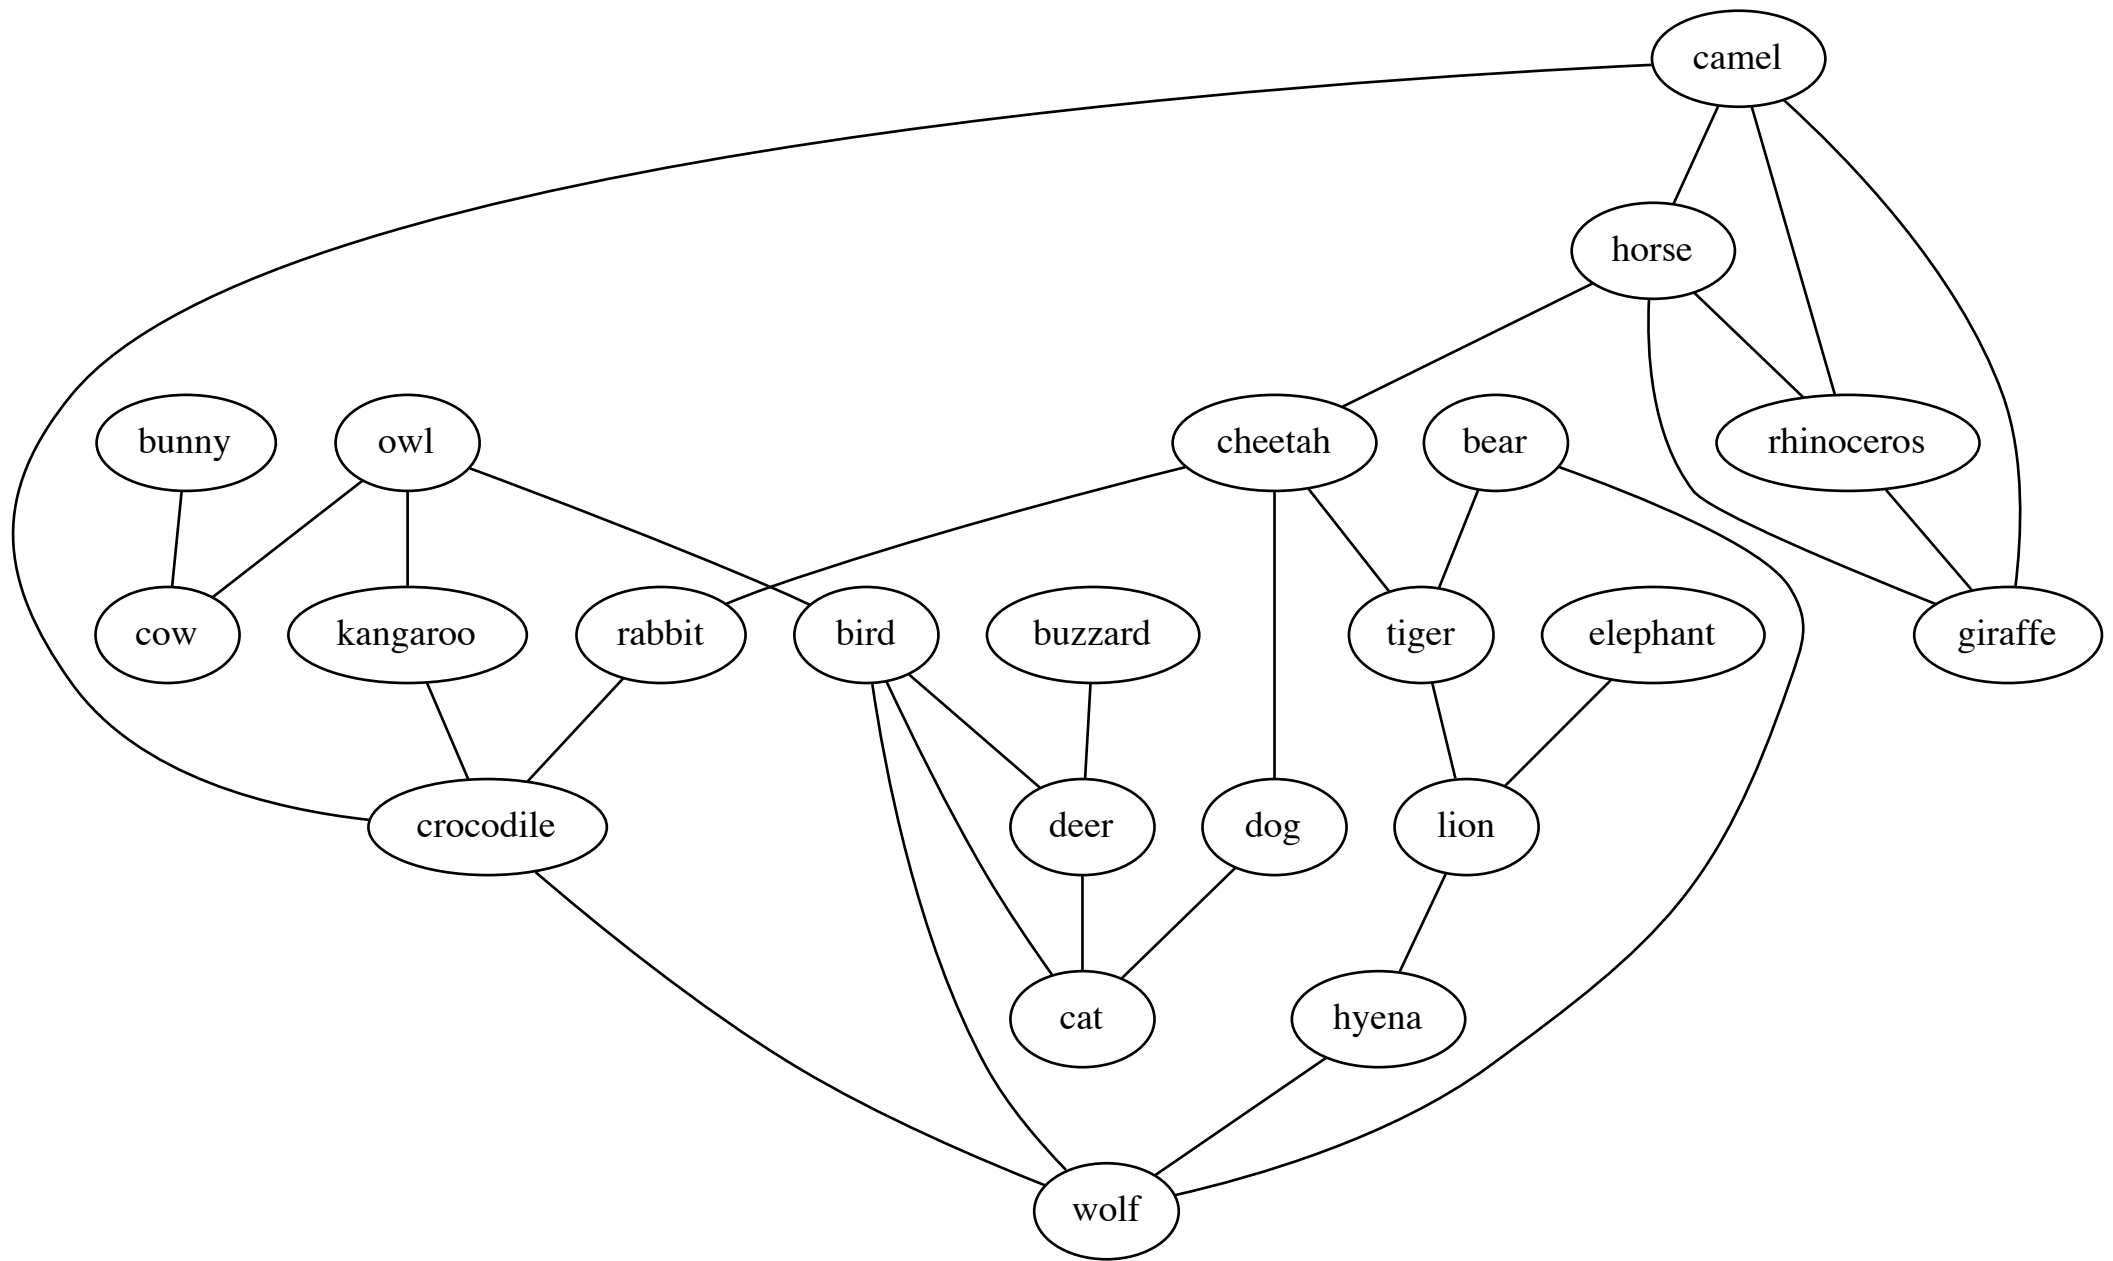 camel
horse
bunny
owl
cheetah
bear
rhinoceros
cow
kangaroo
rabbit
bird
buzzard
tiger
elephant
giraffe
crocodile
deer
dog
lion
cat
hyena
wolf